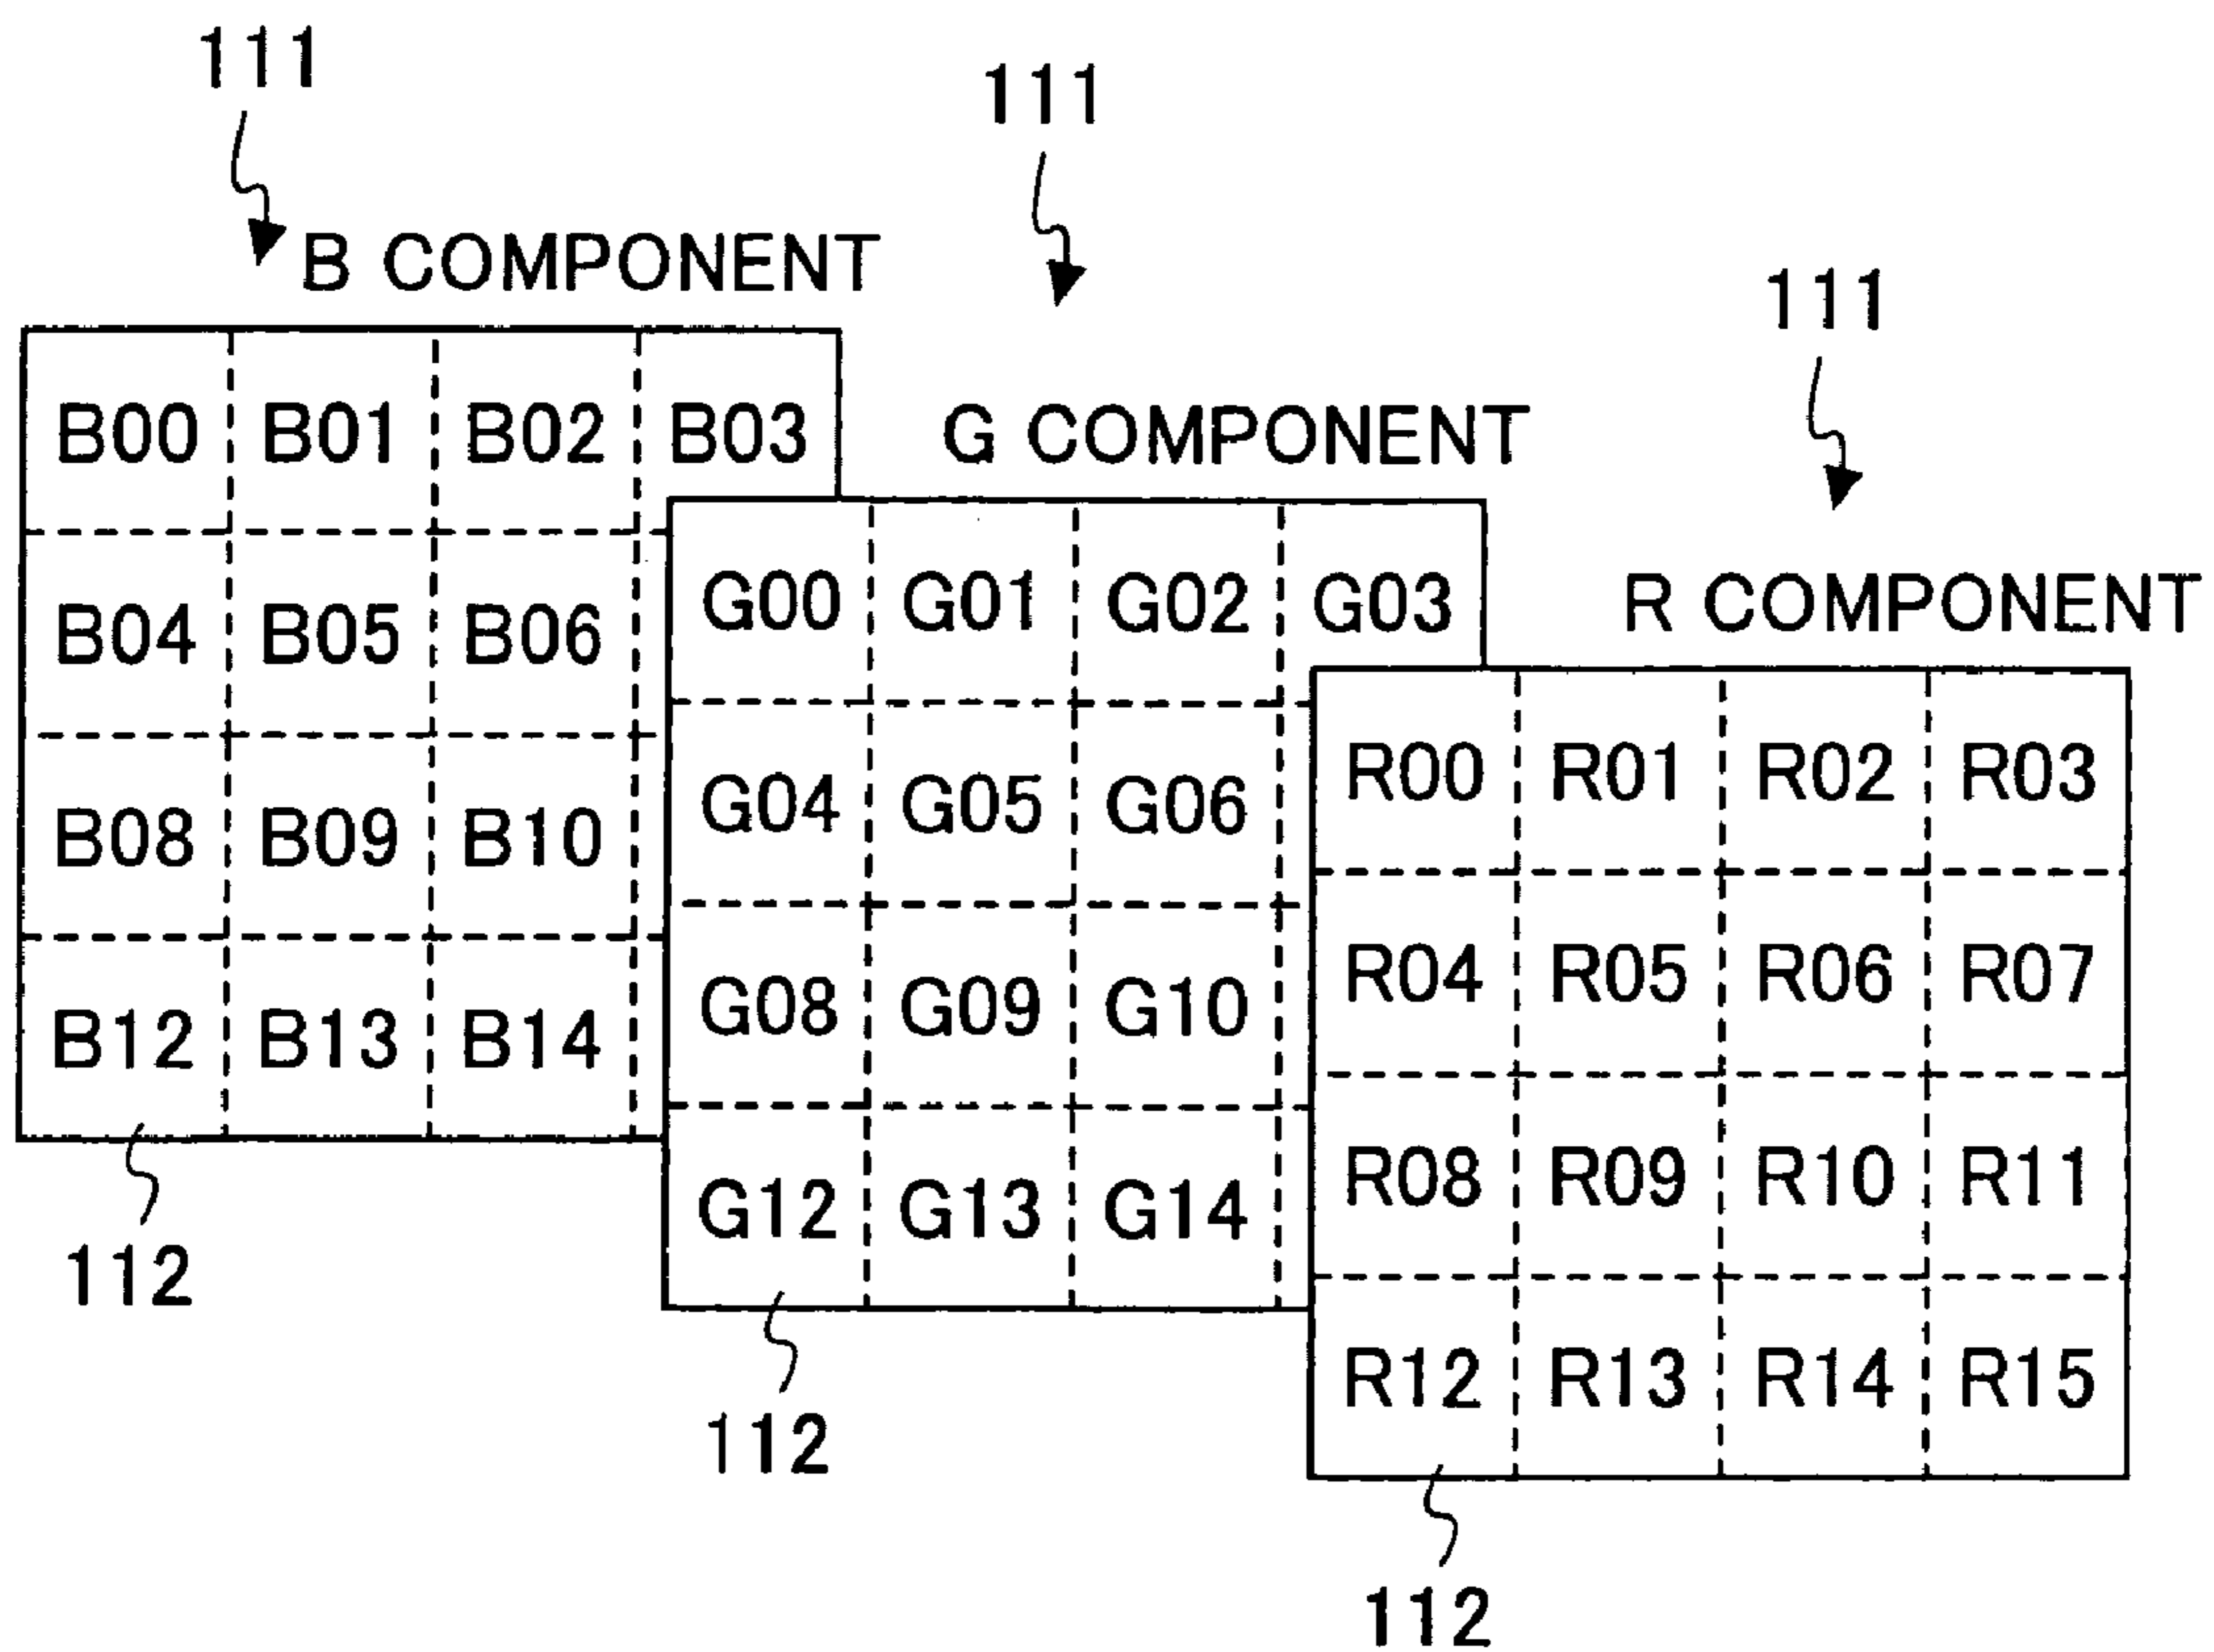 111
111
111
B COMPONENT
B00 B01 B02 B03
B04 B05 B06
B08 B09 B10
B12 B13 B14
112
G COMPONENT
G00 G01 G02 G03
G04 G05 G06
G08 G09 G10
G12 G13 G14
112
R COMPONENT
R00 R01 R02 R03
R04 R05 R06 R07
R08 R09 R10 R11
R12 R13 R14 R15
112